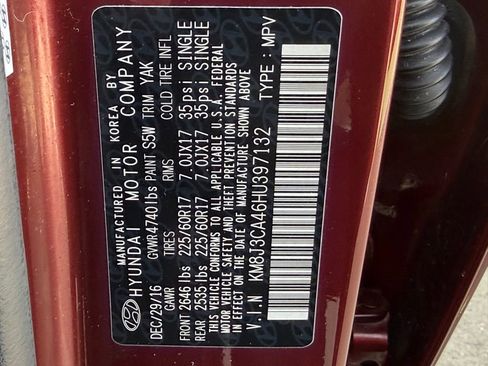 MANUFACTURED IN KOREA BY
HYUNDAI MOTOR COMPANY
DEC/29/16 GVWR4740lbs PAINT S5W TRIM YAK
GAWR TIRES RIMS COLD TIRE INFL
FRONT 2646 lbs 225/60R17 7.0JX17 35psi SINGLE
REAR 2535 lbs 225/60R17 7.0JX17 35psi SINGLE
THIS VEHICLE CONFORMS TO ALL APPLICABLE U.S.A. FEDERAL
MOTOR VEHICLE SAFETY AND THEFT PREVENTION STANDARDS
IN EFFECT ON THE DATE OF MANUFACTURE SHOWN ABOVE
V.I.N KM8J3CA46HU397132 TYPE : MPV